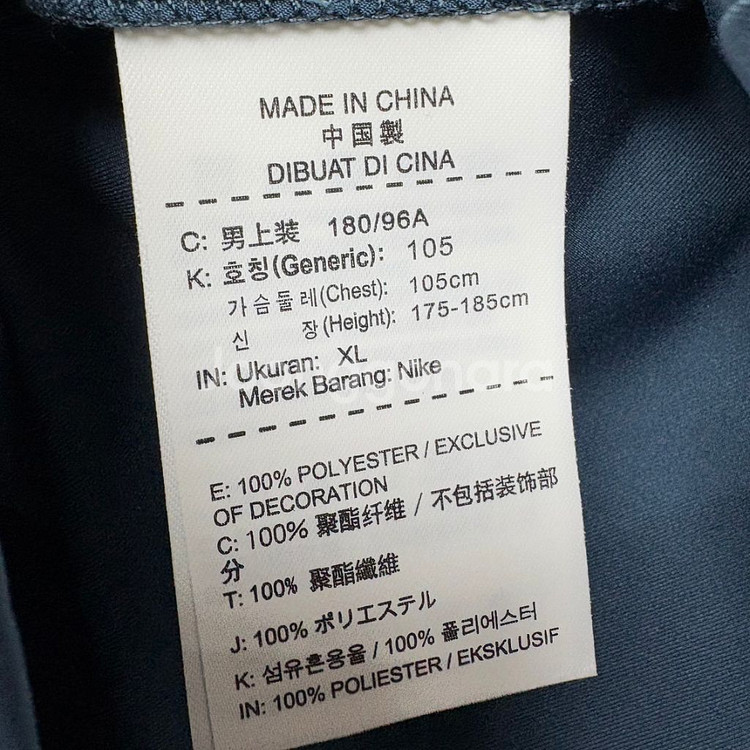 MADE IN CHINA
中国製
DIBUAT DI CINA
C: 男上装 180/96A
K: 호칭(Generic): 105
가슴둘레(Chest): 105cm
신 장(Height): 175-185cm
IN: Ukuran: XL
Merek Barang: Nike
E: 100% POLYESTER / EXCLUSIVE
OF DECORATION
C: 100% 聚酯纤维 / 不包括装饰部
分
T: 100% 聚酯纖維
J: 100% ポリエステル
K: 섬유혼용율 / 100% 폴리에스터
IN: 100% POLIESTER / EKSKLUSIF